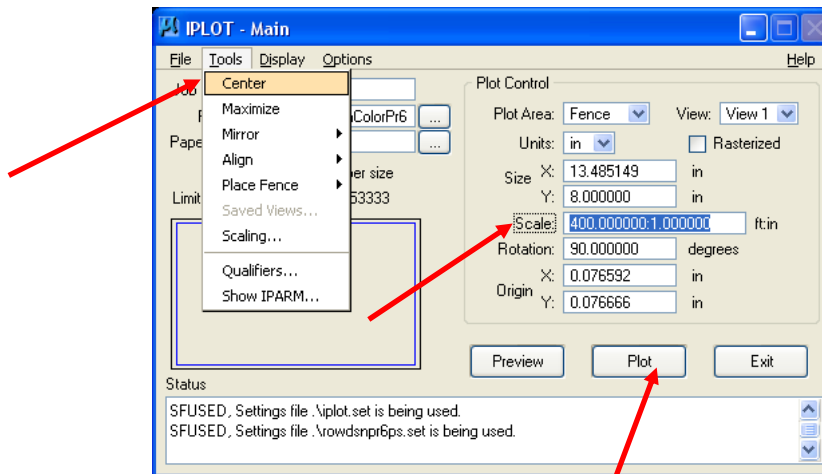 IPLOT - Main
File Tools Display Options Help
Job
Center
Maximize
Mirror
Align
Place Fence
Saved Views...
Scaling...
Qualifiers...
Show IPARM...
ColorPr6 ...
...
size
Limit 53333
Plot Control
Plot Area: Fence View: View 1
Units: in Rasterized
Size X: 13.485149 in
Y: 8.000000 in
Scale: 400.000000:1.000000 ft:in
Rotation: 90.000000 degrees
Origin X: 0.076592 in
Y: 0.076666 in
Preview Plot Exit
Status
SFUSED, Settings file .\iplot.set is being used.
SFUSED, Settings file .\rowdsnpr6ps.set is being used.